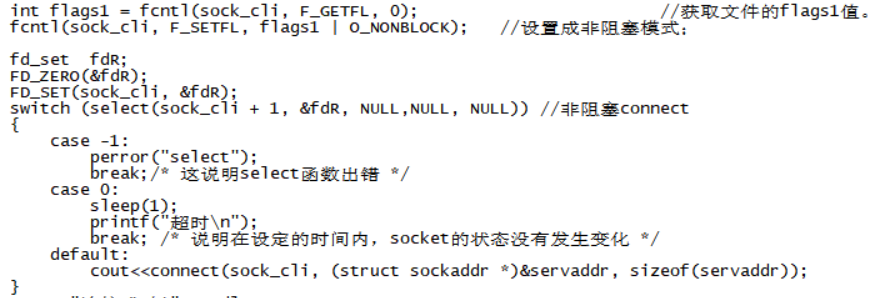 int flags1 = fcntl(sock_cli, F_GETFL, 0); //获取文件的flags1值。
fcntl(sock_cli, F_SETFL, flags1 | O_NONBLOCK); //设置成非阻塞模式；
fd_set fdR;
FD_ZERO(&fdR);
FD_SET(sock_cli, &fdR);
switch (select(sock_cli + 1, &fdR, NULL,NULL, NULL)) //非阻塞connect
{
case -1:
perror("select");
break;/* 这说明select函数出错 */
case 0:
sleep(1);
printf("超时\n");
break; /* 说明在设定的时间内，socket的状态没有发生变化 */
default:
cout<<connect(sock_cli, (struct sockaddr *)&servaddr, sizeof(servaddr));
}